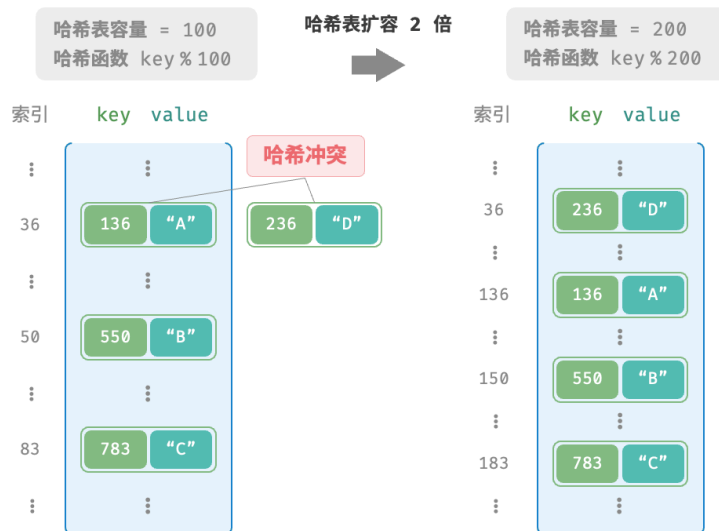 哈希表容量 = 100
哈希函数 key % 100
哈希表扩容 2 倍
哈希表容量 = 200
哈希函数 key % 200
索引 key value
哈希冲突
36 136 “A” 236 “D”
50 550 “B”
83 783 “C”
索引 key value
36 236 “D”
136 136 “A”
150 550 “B”
183 783 “C”